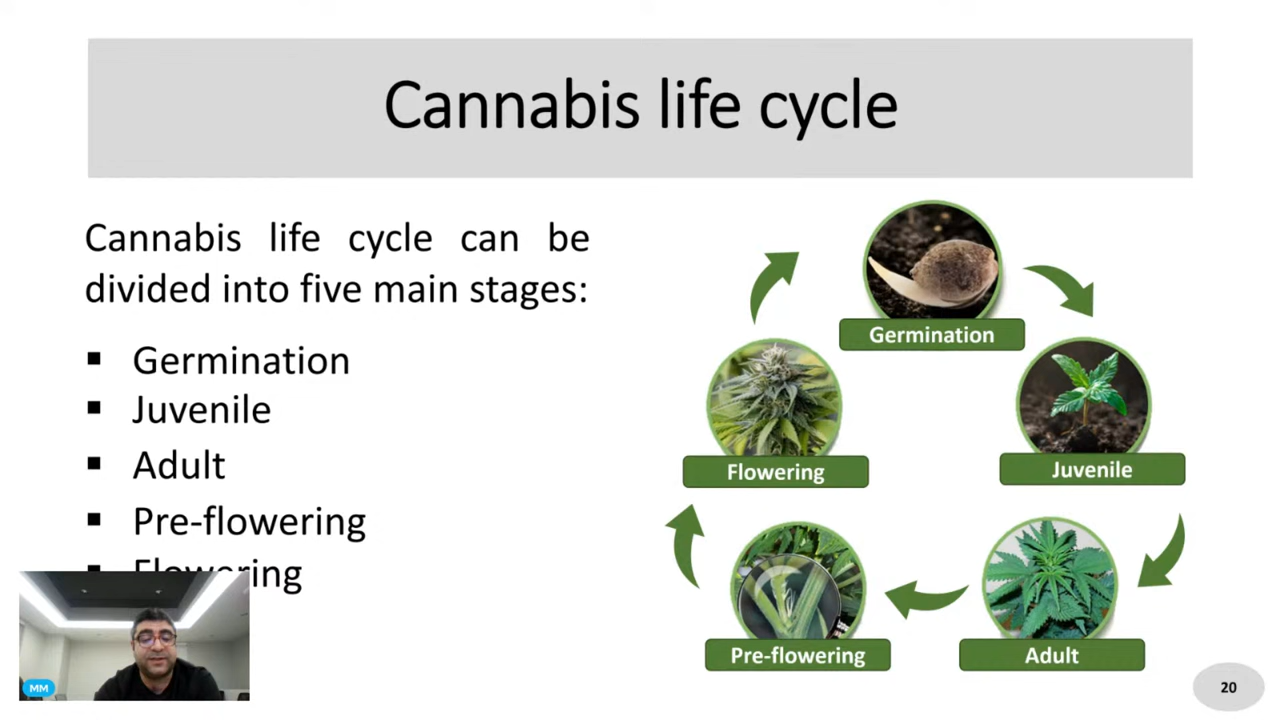 Cannabis life cycle
Cannabis life cycle can be
divided into five main stages:
▪ Germination
▪ Juvenile
▪ Adult
▪ Pre-flowering
▪ Flowering
Germination
Juvenile
Flowering
Pre-flowering
Adult
MM
20